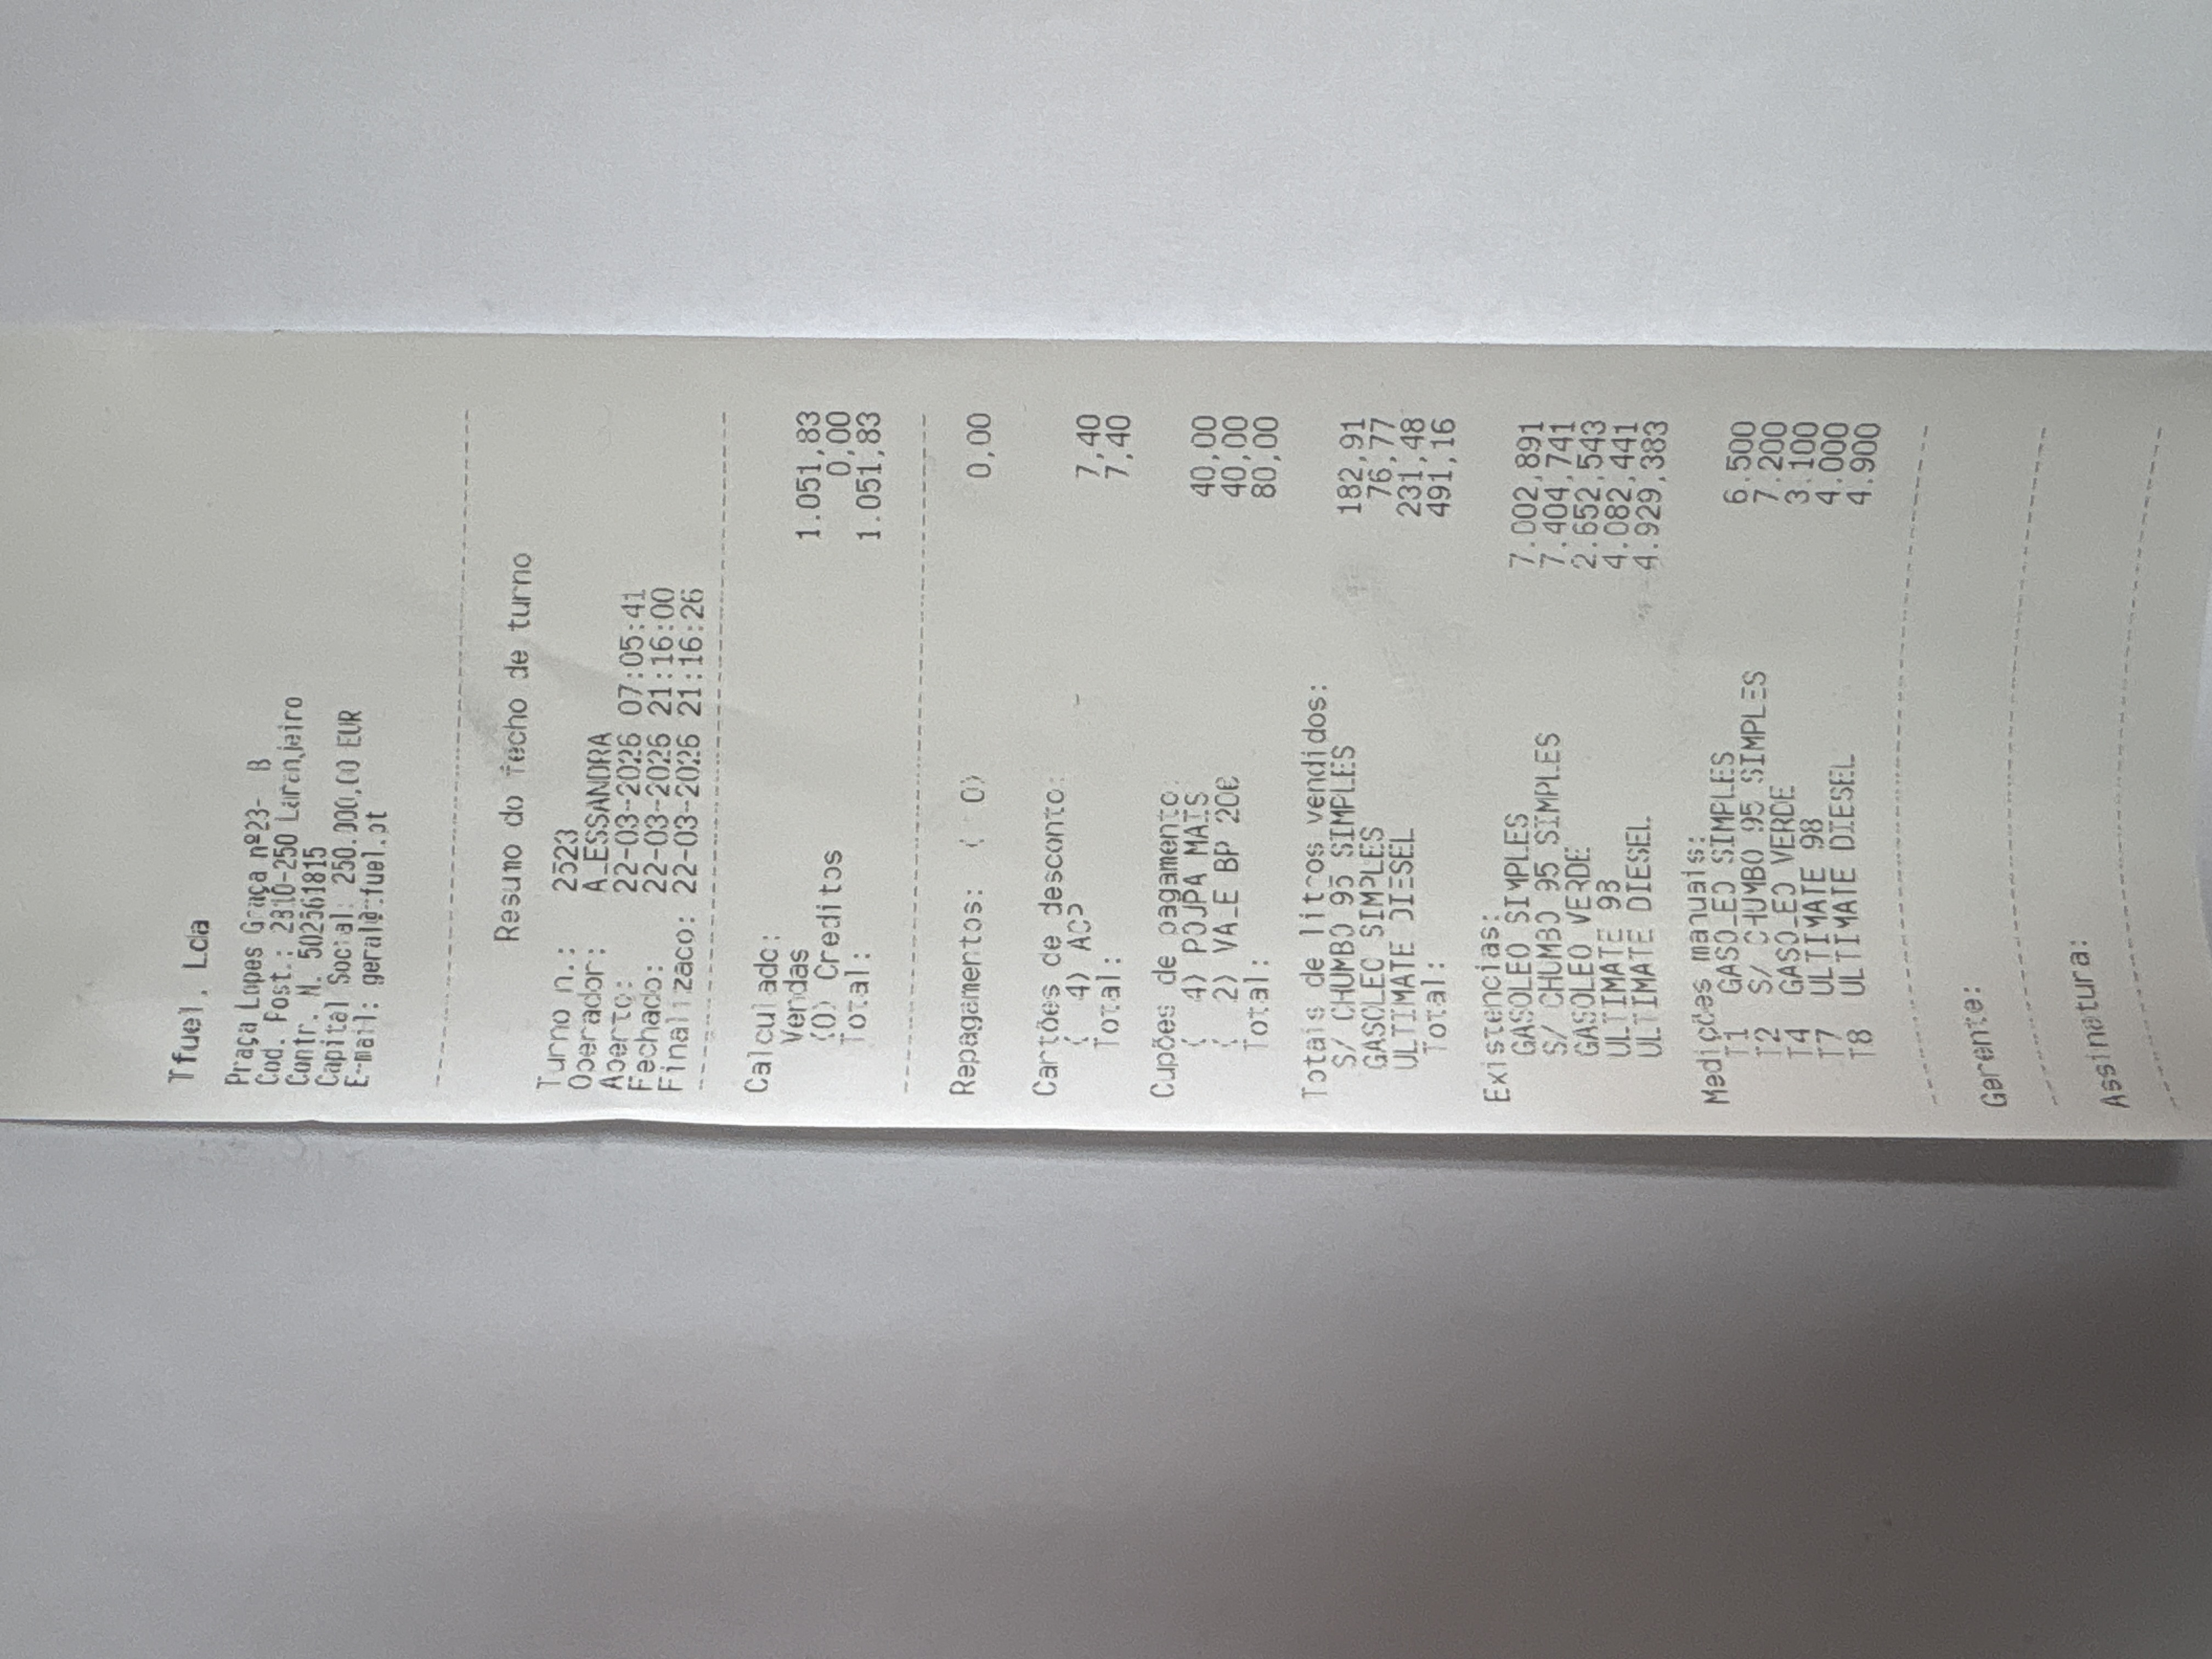 Tfuel, Lda
Praça Lopes Graça nº23- B
Cod. Post.: 2810-250 Laranjeiro
Contr. N. 502561815
Capital Social: 250.000,00 EUR
E-mail: geral@tfuel.pt
Resumo do fecho de turno
Turno n.: 2523
Operador: ALESSANDRA
Aberto: 22-03-2026 07:05:41
Fechado: 22-03-2026 21:16:00
Finalizado: 22-03-2026 21:16:26
Calculado:
Vendas 1.051,83
(0) Creditos 0,00
Total: 1.051,83
Repagamentos: ( 0) 0,00
Cartões de desconto:
( 4) ACP 7,40
Total: 7,40
Cupões de pagamento:
( 4) POUPA MAIS 40,00
( 2) VALE BP 20€ 40,00
Total: 80,00
Totais de litros vendidos:
S/ CHUMBO 95 SIMPLES 182,91
GASOLEO SIMPLES 76,77
ULTIMATE DIESEL 231,48
Total: 491,16
Existencias:
GASOLEO SIMPLES 7.002,891
S/ CHUMBO 95 SIMPLES 7.404,741
GASOLEO VERDE 2.652,543
ULTIMATE 98 4.082,441
ULTIMATE DIESEL 4.929,383
Medições manuais:
T1 GASOLEO SIMPLES 6.500
T2 S/ CHUMBO 95 SIMPLES 7.200
T4 GASOLEO VERDE 3.100
T7 ULTIMATE 98 4.000
T8 ULTIMATE DIESEL 4.900
Gerente:
Assinatura: